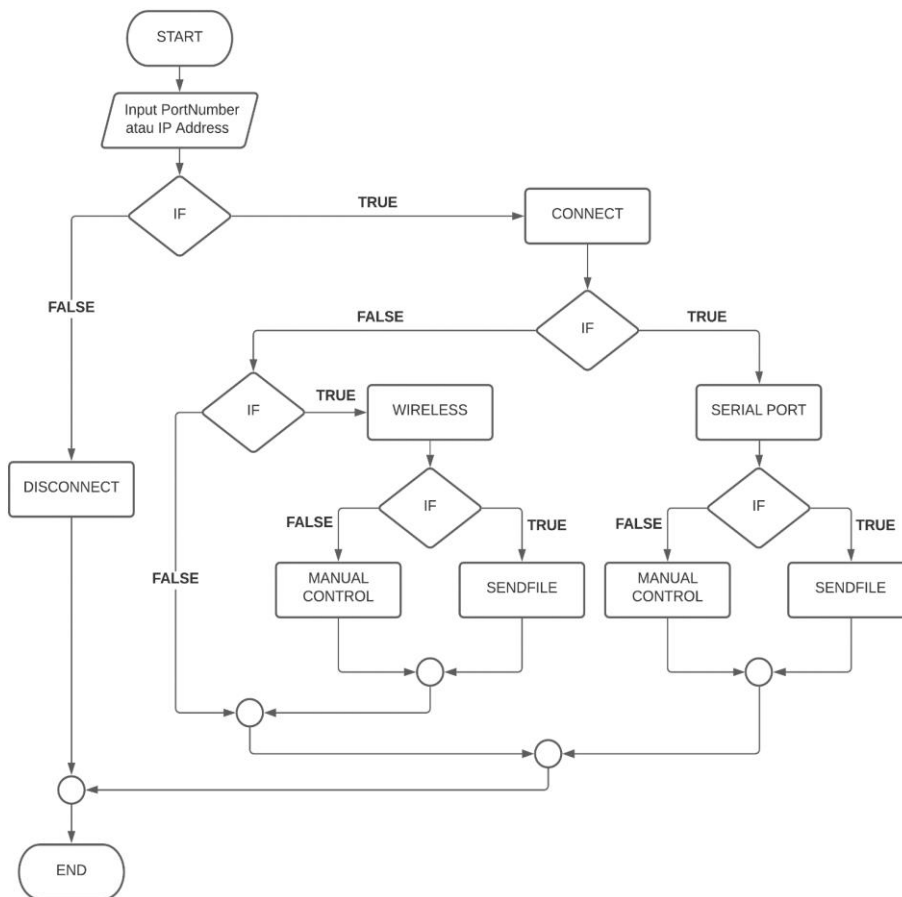 START
Input PortNumber
atau IP Address
IF
TRUE
CONNECT
FALSE
FALSE
IF
TRUE
IF
TRUE
WIRELESS
SERIAL PORT
DISCONNECT
FALSE
IF
TRUE
FALSE
IF
TRUE
FALSE
MANUAL
CONTROL
SENDFILE
MANUAL
CONTROL
SENDFILE
END